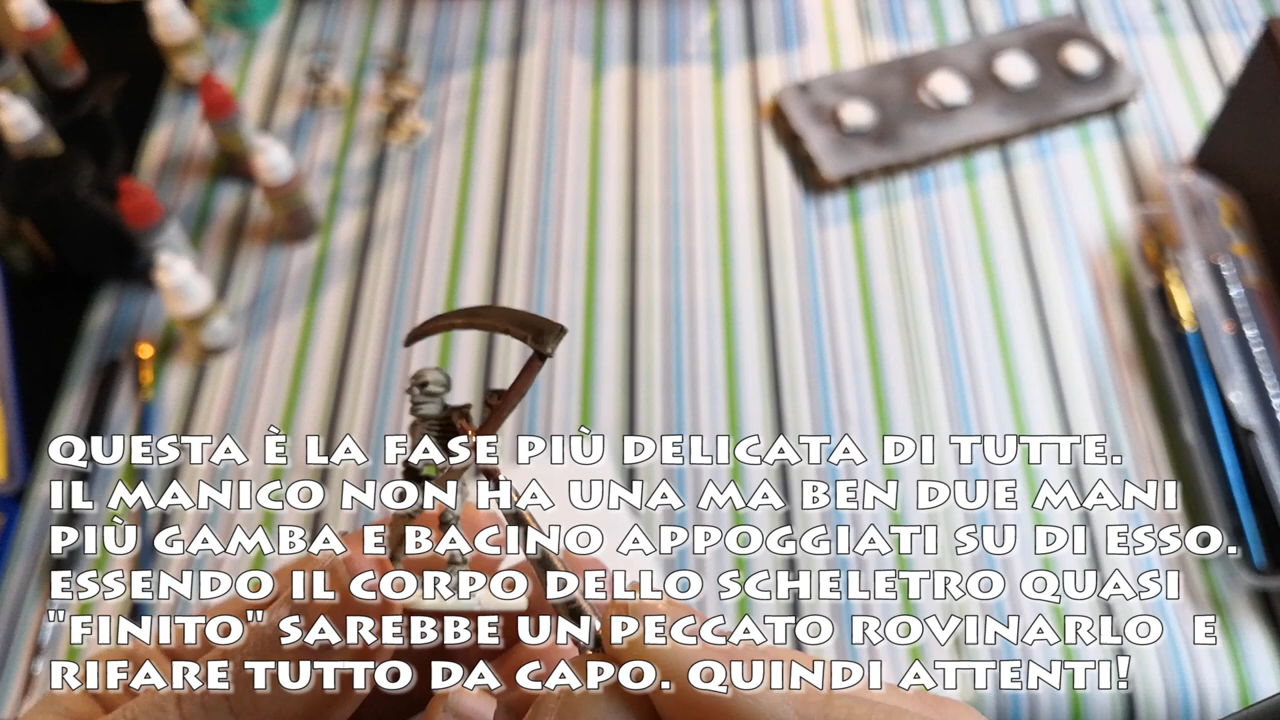 QUESTA È LA FASE PIÙ DELICATA DI TUTTE.
IL MANICO NON HA UNA MA BEN DUE MANI
PIÙ GAMBA E BACINO APPOGGIATI SU DI ESSO.
ESSENDO IL CORPO DELLO SCHELETRO QUASI
"FINITO" SAREBBE UN PECCATO ROVINARLO E
RIFARE TUTTO DA CAPO. QUINDI ATTENTI!